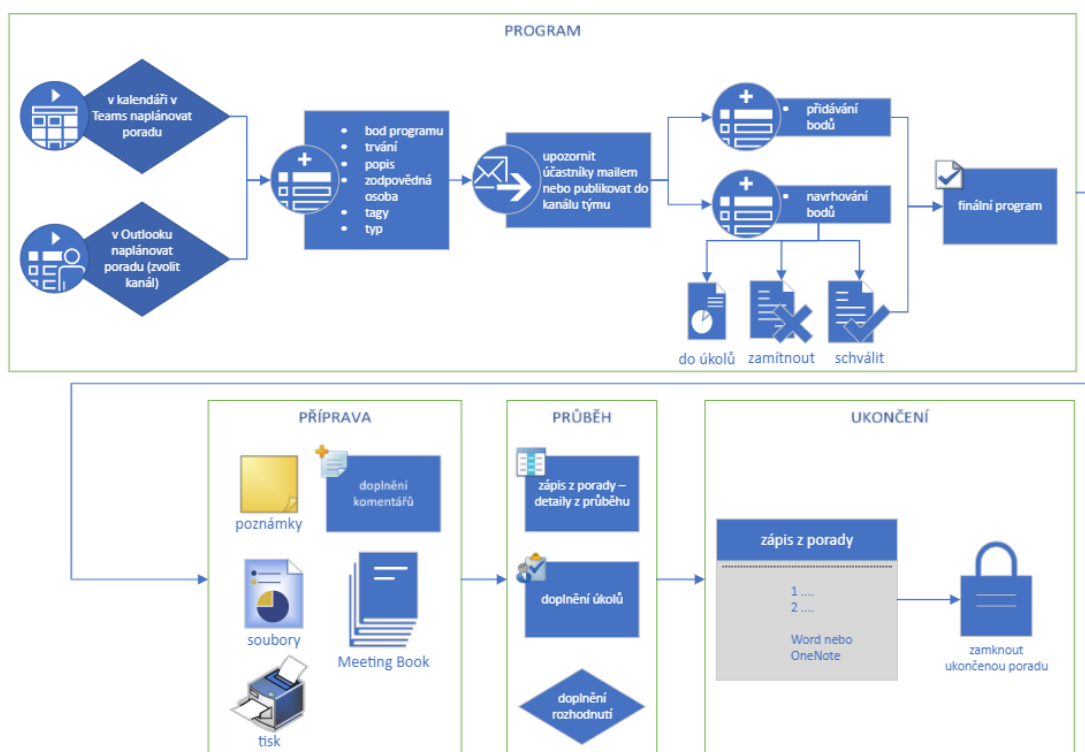 PROGRAM
v kalendáři v
Teams naplánovat
poradu
v Outlooku
naplánovat
poradu (zvolit
kanál)
• bod programu
• trvání
• popis
• zodpovědná
osoba
• tagy
• typ
upozornit
účastníky mailem
nebo publikovat do
kanálu týmu
• přidávání
bodů
• navrhování
bodů
do úkolů
zamítnout
schválit
finální program
PŘÍPRAVA
poznámky
doplnění
komentářů
soubory
Meeting Book
tisk
PRŮBĚH
zápis z porady –
detaily z průběhu
doplnění úkolů
doplnění
rozhodnutí
UKONČENÍ
zápis z porady
1 ....
2 ....
Word nebo
OneNote
zamknout
ukončenou poradu